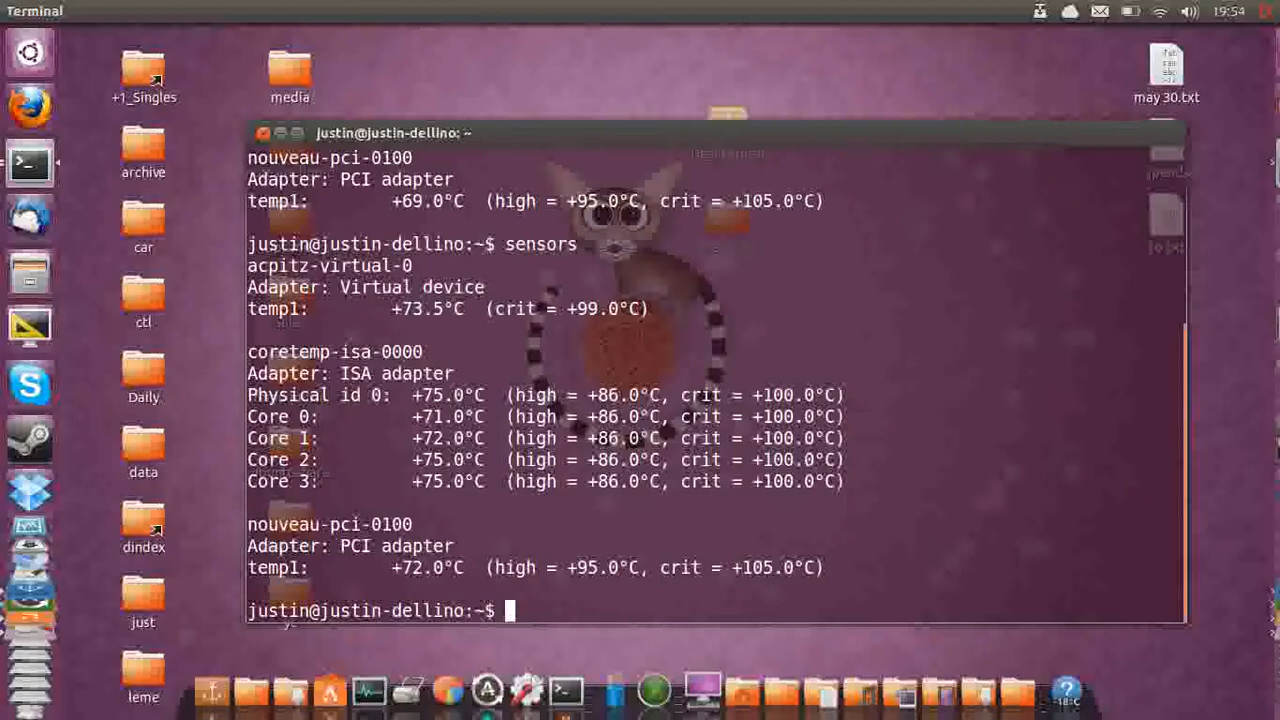 Terminal
19:54
+1_Singles
media
may 30.txt
justin@justin-dellino: ~
nouveau-pci-0100
Adapter: PCI adapter
temp1: +69.0°C (high = +95.0°C, crit = +105.0°C)
justin@justin-dellino:~$ sensors
acpitz-virtual-0
Adapter: Virtual device
temp1: +73.5°C (crit = +99.0°C)
coretemp-isa-0000
Adapter: ISA adapter
Physical id 0: +75.0°C (high = +86.0°C, crit = +100.0°C)
Core 0: +71.0°C (high = +86.0°C, crit = +100.0°C)
Core 1: +72.0°C (high = +86.0°C, crit = +100.0°C)
Core 2: +75.0°C (high = +86.0°C, crit = +100.0°C)
Core 3: +75.0°C (high = +86.0°C, crit = +100.0°C)
nouveau-pci-0100
Adapter: PCI adapter
temp1: +72.0°C (high = +95.0°C, crit = +105.0°C)
justin@justin-dellino:~$
archive
car
ctl
Daily
data
dindex
just
leme
-18°C